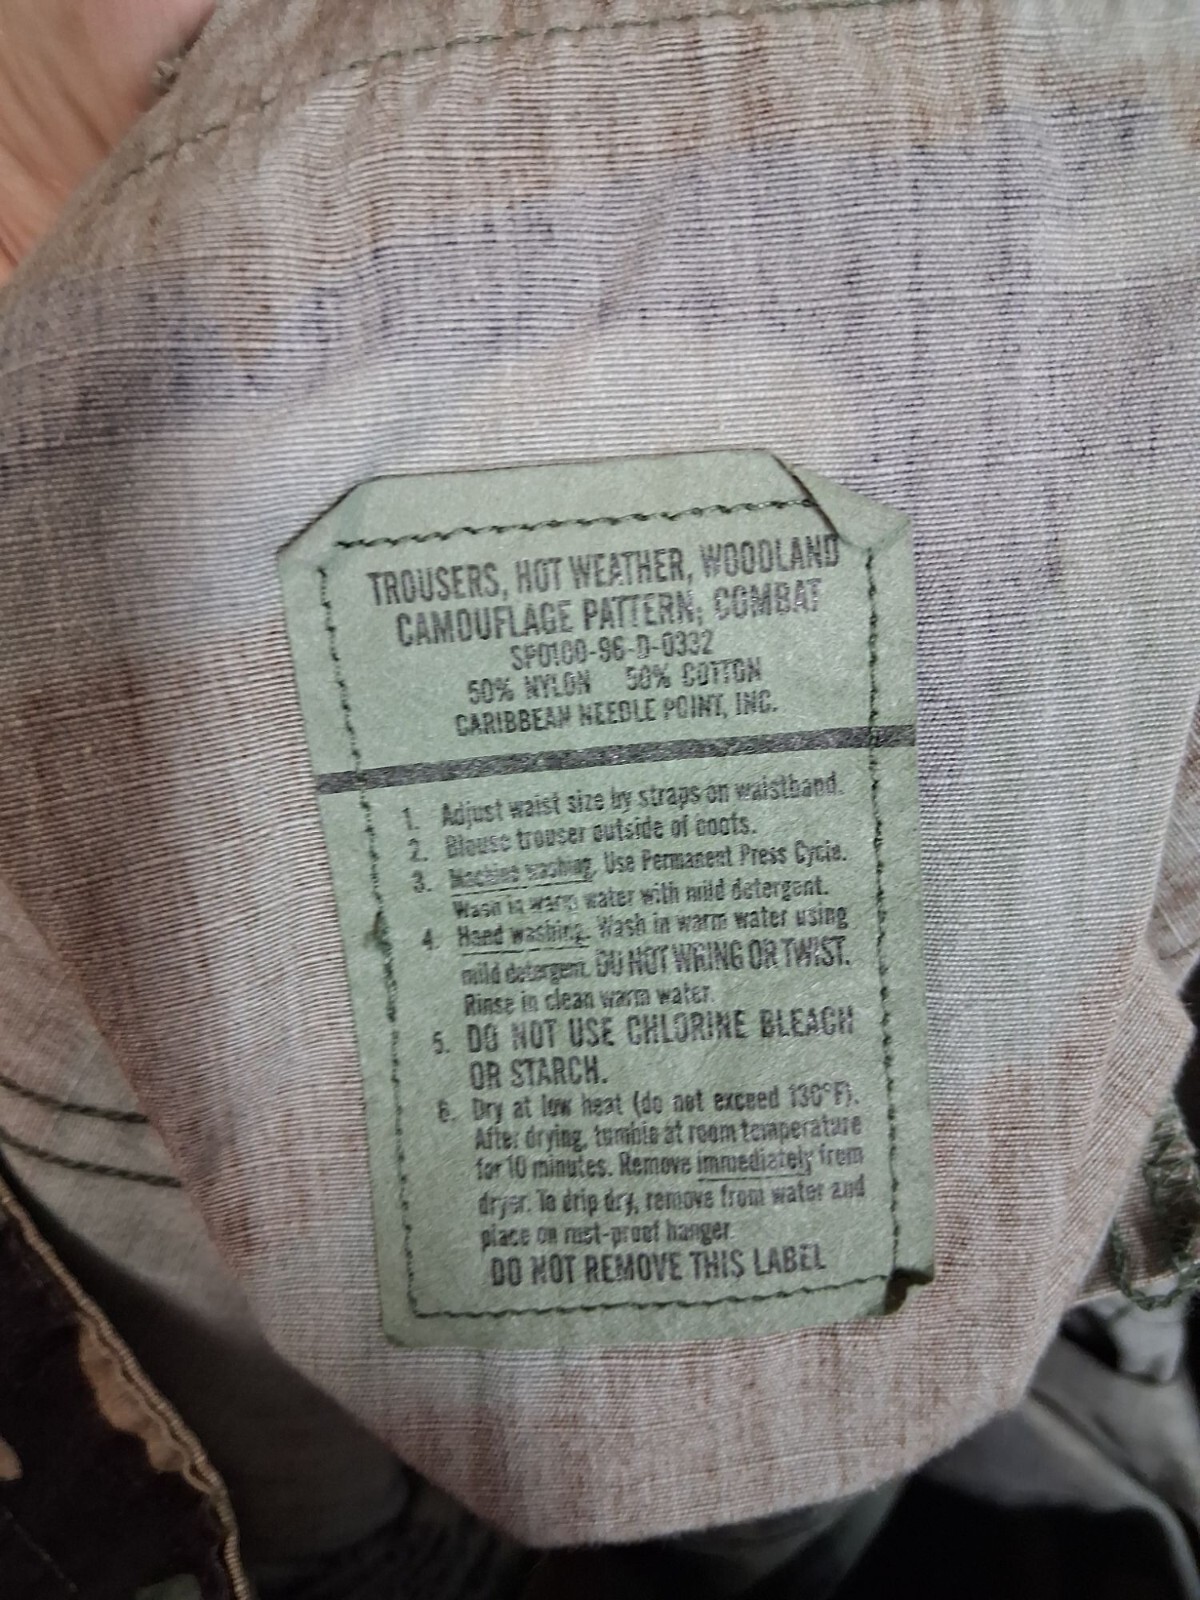 TROUSERS, HOT WEATHER, WOODLAND
CAMOUFLAGE PATTERN; COMBAT
SPO100-96-D-0332
50% NYLON 50% COTTON
CARIBBEAN NEEDLE POINT, INC.
1. Adjust waist size by straps on waistband.
2. Blouse trouser outside of boots.
3. Machine washing. Use Permanent Press Cycle.
Wash in warm water with mild detergent.
4. Hand washing. Wash in warm water using
mild detergent. DO NOT WRING OR TWIST.
Rinse in clean warm water.
5. DO NOT USE CHLORINE BLEACH
OR STARCH.
6. Dry at low heat (do not exceed 130°F).
After drying, tumble at room temperature
for 10 minutes. Remove immediately from
dryer. To drip dry, remove from water and
place on rust-proof hanger.
DO NOT REMOVE THIS LABEL